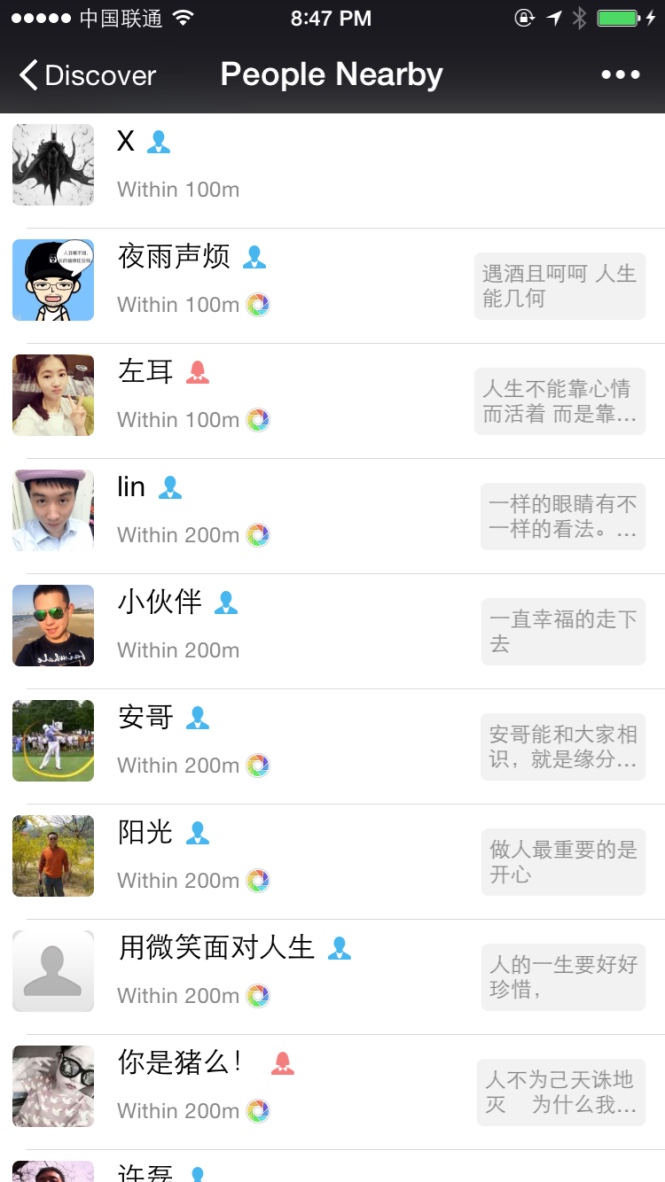 中国联通
8:47 PM
Discover
People Nearby
X
Within 100m
夜雨声烦
Within 100m
遇酒且呵呵 人生
能几何
左耳
Within 100m
人生不能靠心情
而活着 而是靠...
lin
Within 200m
一样的眼睛有不
一样的看法。...
小伙伴
Within 200m
一直幸福的走下
去
安哥
Within 200m
安哥能和大家相
识，就是缘分...
阳光
Within 200m
做人最重要的是
开心
用微笑面对人生
Within 200m
人的一生要好好
珍惜，
你是猪么！
Within 200m
人不为己天诛地
灭 为什么我...
许磊